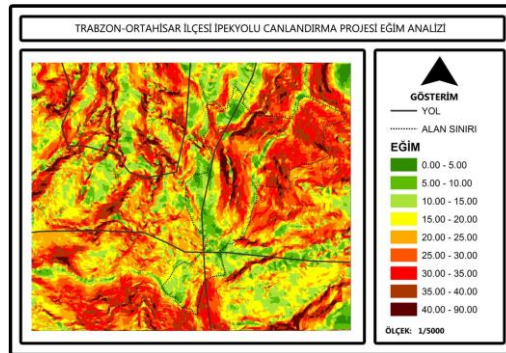 TRABZON-ORTAHİSAR İLÇESİ İPEKYOLU CANLANDIRMA PROJESİ EĞİM ANALİZİ
GÖSTERİM
YOL
ALAN SINIRI
EĞİM
0.00 - 5.00
5.00 - 10.00
10.00 - 15.00
15.00 - 20.00
20.00 - 25.00
25.00 - 30.00
30.00 - 35.00
35.00 - 40.00
40.00 - 90.00
ÖLÇEK: 1/5000